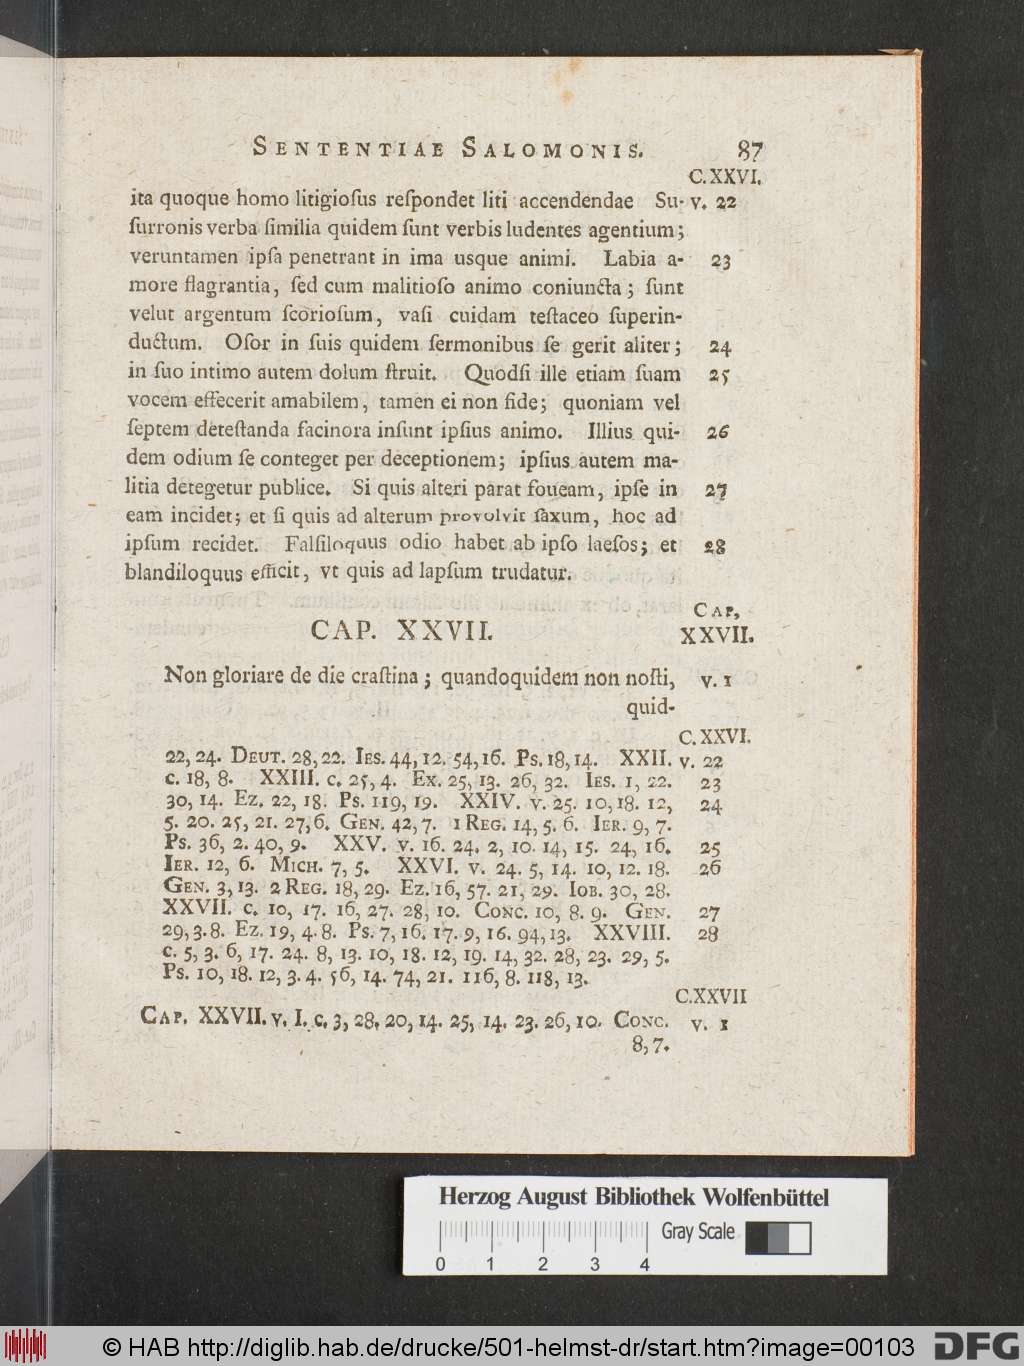 SENTENTIAE SALOMONIS. 87
C.XXVI.
ita quoque homo litigioſus reſpondet liti accendendae Su- v. 22
ſurronis verba ſimilia quidem ſunt verbis ludentes agentium;
veruntamen ipſa penetrant in ima usque animi. Labia a- 23
more flagrantia, ſed cum malitioſo animo coniuncta; ſunt
velut argentum ſcorioſum, vaſi cuidam teſtaceo ſuperin-
ductum. Oſor in ſuis quidem ſermonibus ſe gerit aliter; 24
in ſuo intimo autem dolum ſtruit. Quodſi ille etiam ſuam 25
vocem effecerit amabilem, tamen ei non fide; quoniam vel
ſeptem deteſtanda facinora inſunt ipſius animo. Illius qui- 26
dem odium ſe conteget per deceptionem; ipſius autem ma-
litia detegetur publice. Si quis alteri parat foueam, ipſe in 27
eam incidet; et ſi quis ad alterum provolvit ſaxum, hoc ad
ipſum recidet. Falſiloquus odio habet ab ipſo laeſos; et 28
blandiloquus efficit, vt quis ad lapſum trudatur.
CAP. XXVII.
CAP.
XXVII.
Non gloriare de die craſtina; quandoquidem non noſti, v. 1
quid-
C. XXVI.
22, 24. DEUT. 28, 22. IES. 44, 12. 54, 16. PS. 18, 14. XXII. v. 22
c. 18, 8. XXIII. c. 25, 4. EX. 25, 13. 26, 32. IES. 1, 22. 23
30, 14. EZ. 22, 18. PS. 119, 19. XXIV. v. 25. 10, 18. 12, 24
5. 20. 25, 21. 27, 6. GEN. 42, 7. 1 REG. 14, 5. 6. IER. 9, 7.
PS. 36, 2. 40, 9. XXV. v. 16. 24. 2, 10. 14, 15. 24, 16. 25
IER. 12, 6. MICH. 7, 5. XXVI. v. 24. 5, 14. 10, 12. 18. 26
GEN. 3, 13. 2 REG. 18, 29. EZ. 16, 57. 21, 29. IOB. 30, 28.
XXVII. c. 10, 17. 16, 27. 28, 10. CONC. 10, 8. 9. GEN. 27
29, 3. 8. EZ. 19, 4. 8. PS. 7, 16. 17. 9, 16. 94, 13. XXVIII. 28
c. 5, 3. 6, 17. 24. 8, 13. 10, 18. 12, 19. 14, 32. 28, 23. 29, 5.
PS. 10, 18. 12, 3. 4. 56, 14. 74, 21. 116, 8. 118, 13.
C.XXVII
CAP. XXVII. v. I. c. 3, 28. 20, 14. 25, 14. 23. 26, 10. CONC. v. 1
8, 7.
Herzog August Bibliothek Wolfenbüttel
Gray Scale
0 1 2 3 4
© HAB http://diglib.hab.de/drucke/501-helmst-dr/start.htm?image=00103 DFG